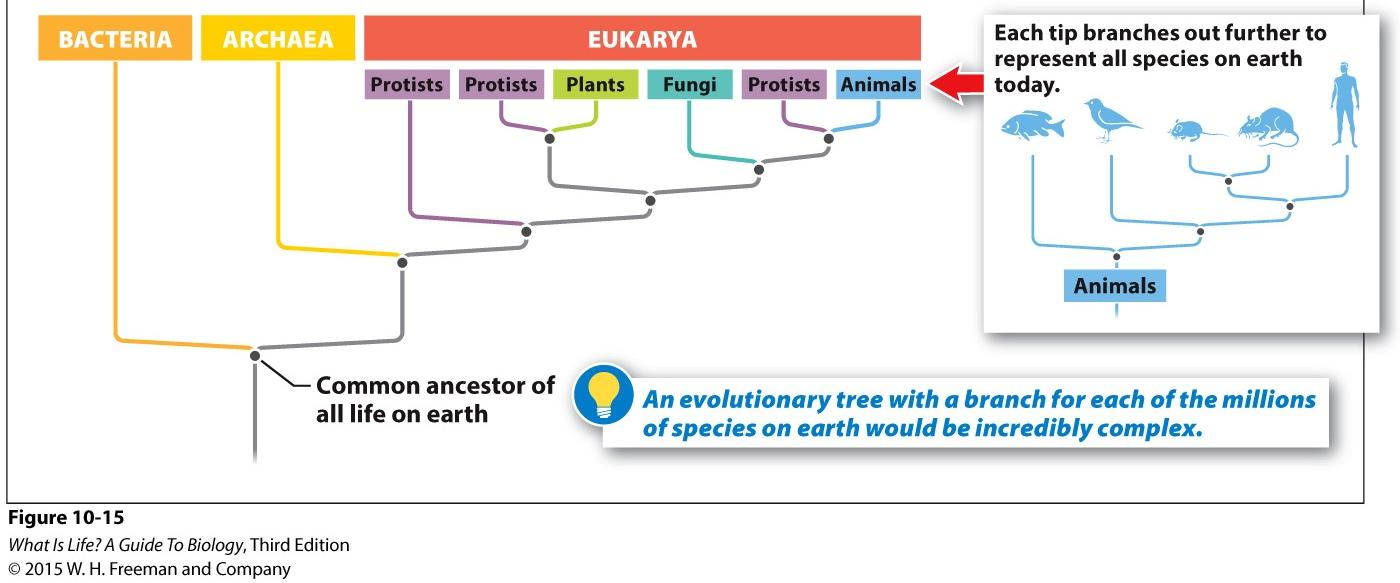 BACTERIA
ARCHAEA
EUKARYA
Protists
Protists
Plants
Fungi
Protists
Animals
Each tip branches out further to
represent all species on earth
today.
Animals
Common ancestor of
all life on earth
An evolutionary tree with a branch for each of the millions
of species on earth would be incredibly complex.
Figure 10-15
What Is Life? A Guide To Biology, Third Edition
© 2015 W. H. Freeman and Company